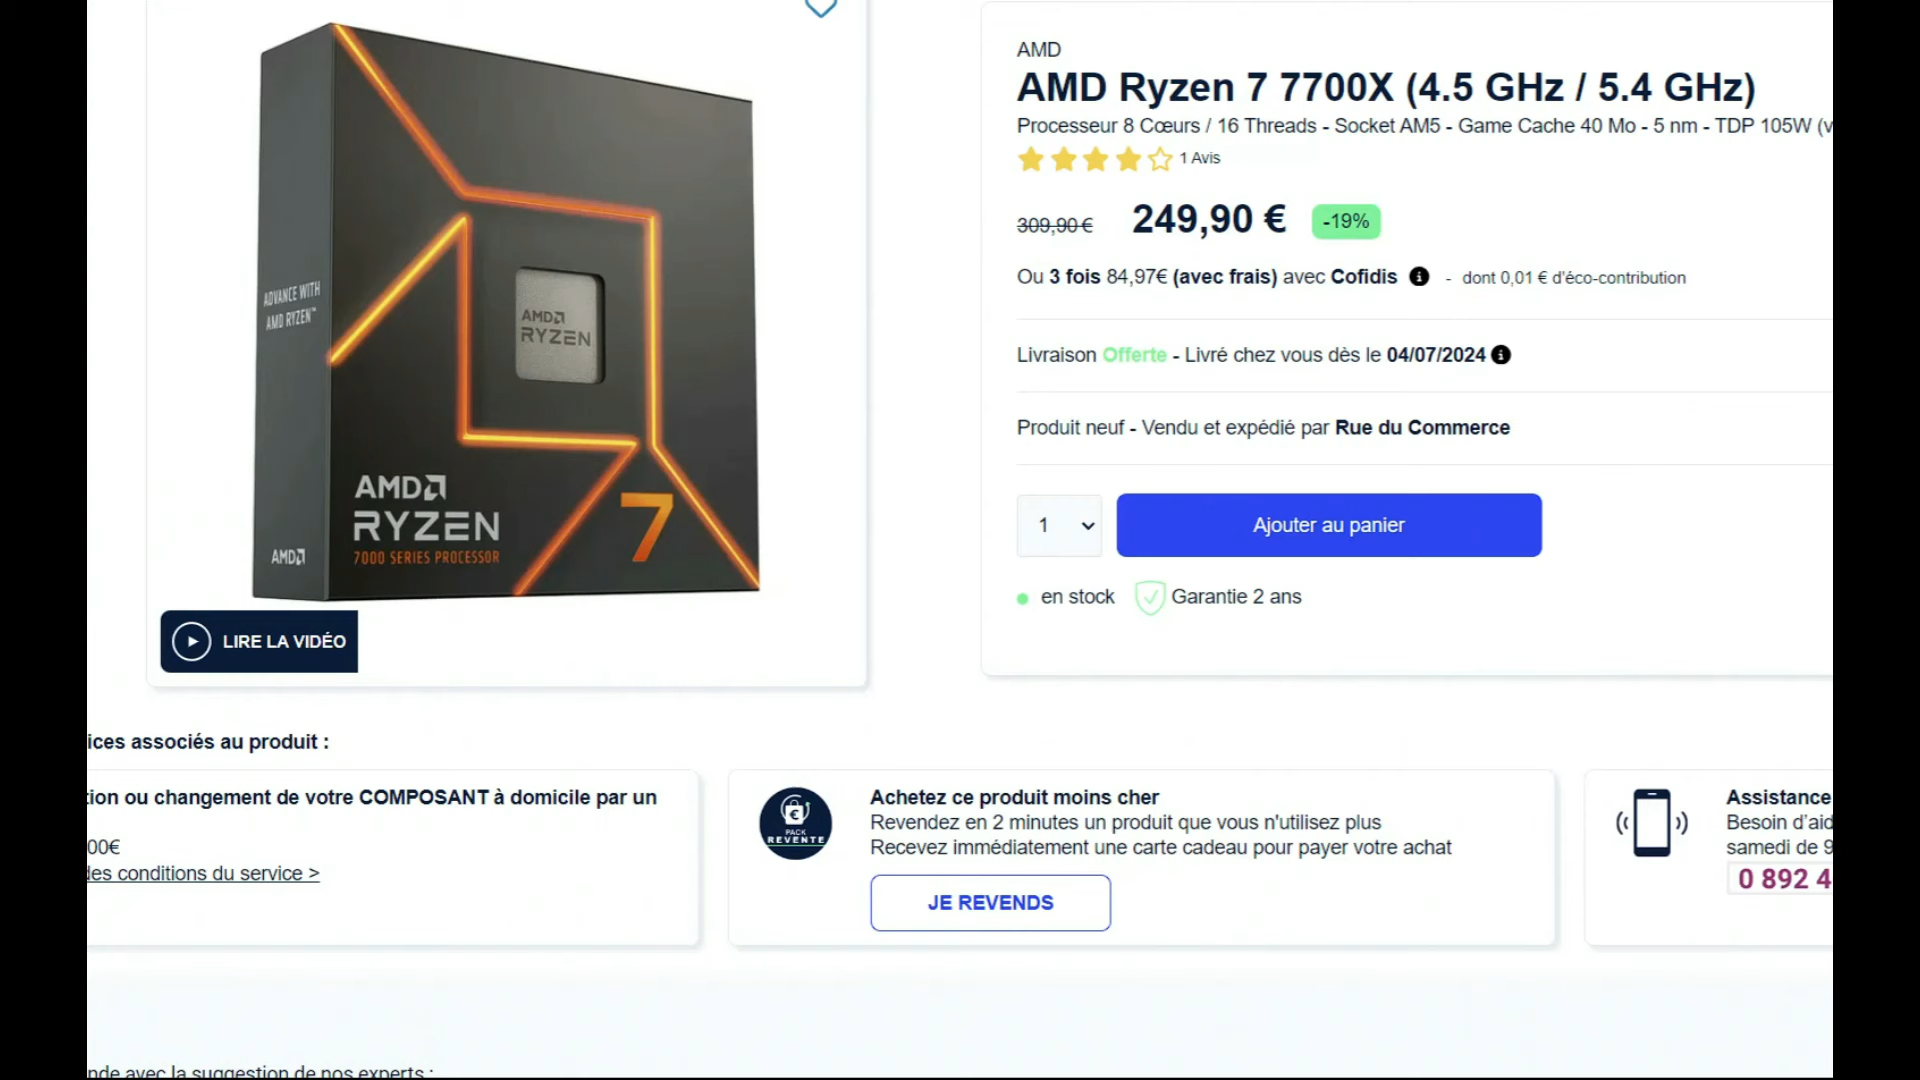 AMD
AMD Ryzen 7 7700X (4.5 GHz / 5.4 GHz)
Processeur 8 Cœurs / 16 Threads - Socket AM5 - Game Cache 40 Mo - 5 nm - TDP 105W (v
1 Avis
309,90 € 249,90 € -19%
Ou 3 fois 84,97€ (avec frais) avec Cofidis - dont 0,01 € d'éco-contribution
Livraison Offerte - Livré chez vous dès le 04/07/2024
Produit neuf - Vendu et expédié par Rue du Commerce
1 Ajouter au panier
en stock Garantie 2 ans
ADVANCE WITH
AMD RYZEN™
AMD
RYZEN
AMD
RYZEN
7000 SERIES PROCESSOR
7
AMD
LIRE LA VIDÉO
ices associés au produit :
tion ou changement de votre COMPOSANT à domicile par un
00€
des conditions du service >
PACK
REVENTE
Achetez ce produit moins cher
Revendez en 2 minutes un produit que vous n'utilisez plus
Recevez immédiatement une carte cadeau pour payer votre achat
JE REVENDS
Assistance
Besoin d'aid
samedi de 9
0 892 4
nde avec la suggestion de nos experts :